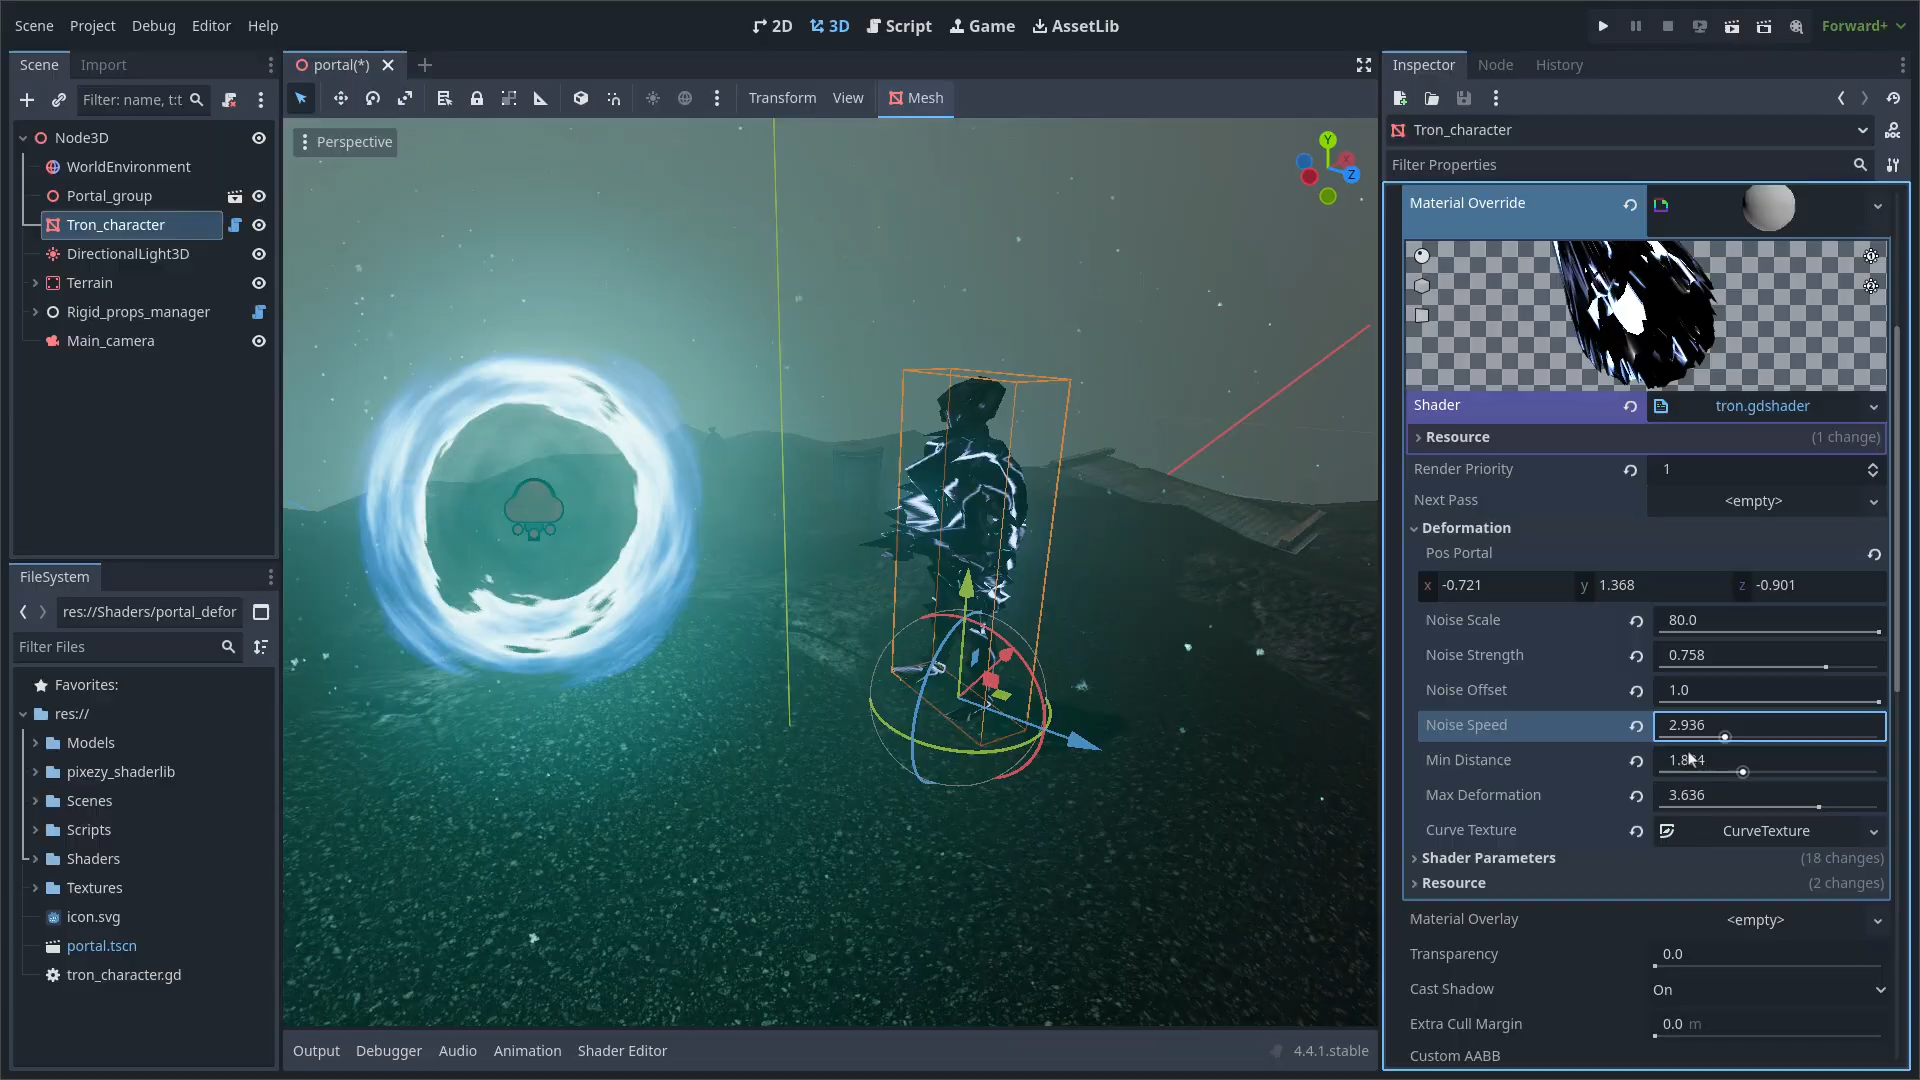 Scene Project Debug Editor Help
2D 3D Script Game AssetLib
Forward+
Scene Import
Filter: name, t:t
Node3D
WorldEnvironment
Portal_group
Tron_character
DirectionalLight3D
Terrain
Rigid_props_manager
Main_camera
FileSystem
res://Shaders/portal_defor
Filter Files
Favorites:
res://
Models
pixezy_shaderlib
Scenes
Scripts
Shaders
Textures
icon.svg
portal.tscn
tron_character.gd
portal(*)
Transform View Mesh
Perspective
Y
X
Z
Output Debugger Audio Animation Shader Editor 4.4.1.stable
Inspector Node History
Tron_character
Filter Properties
Material Override
Shader tron.gdshader
Resource (1 change)
Render Priority 1
Next Pass <empty>
Deformation
Pos Portal
x -0.721 y 1.368 z -0.901
Noise Scale 80.0
Noise Strength 0.758
Noise Offset 1.0
Noise Speed 2.936
Min Distance
Max Deformation 3.636
Curve Texture CurveTexture
Shader Parameters (18 changes)
Resource (2 changes)
Material Overlay <empty>
Transparency 0.0
Cast Shadow On
Extra Cull Margin 0.0 m
Custom AABB